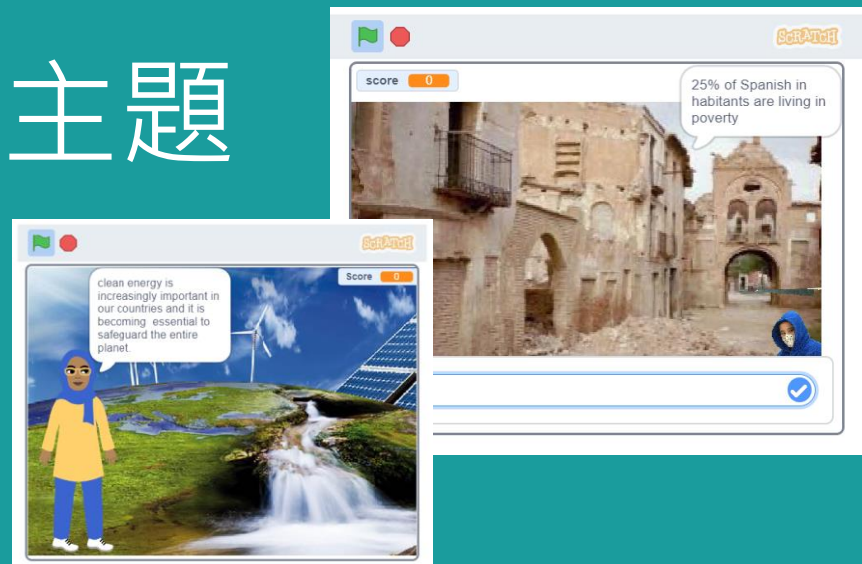 主題
SCRATCH
score 0
25% of Spanish in
habitants are living in
poverty
SCRATCH
Score 0
clean energy is
increasingly important in
our countries and it is
becoming essential to
safeguard the entire
planet.